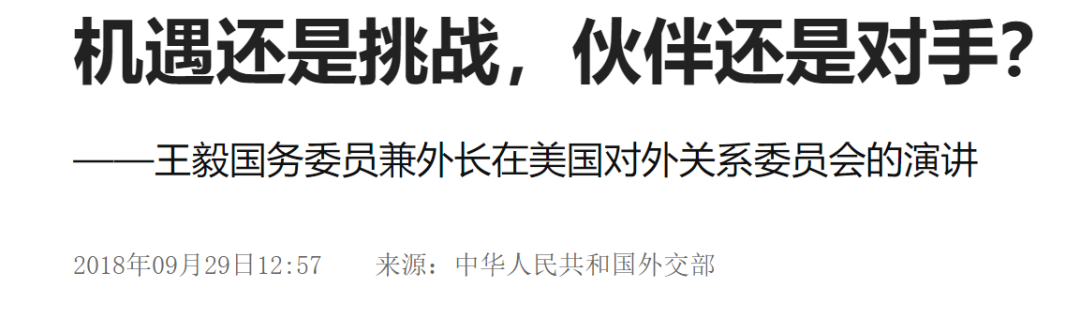 机遇还是挑战，伙伴还是对手？
——王毅国务委员兼外长在美国对外关系委员会的演讲
2018年09月29日12:57 来源：中华人民共和国外交部